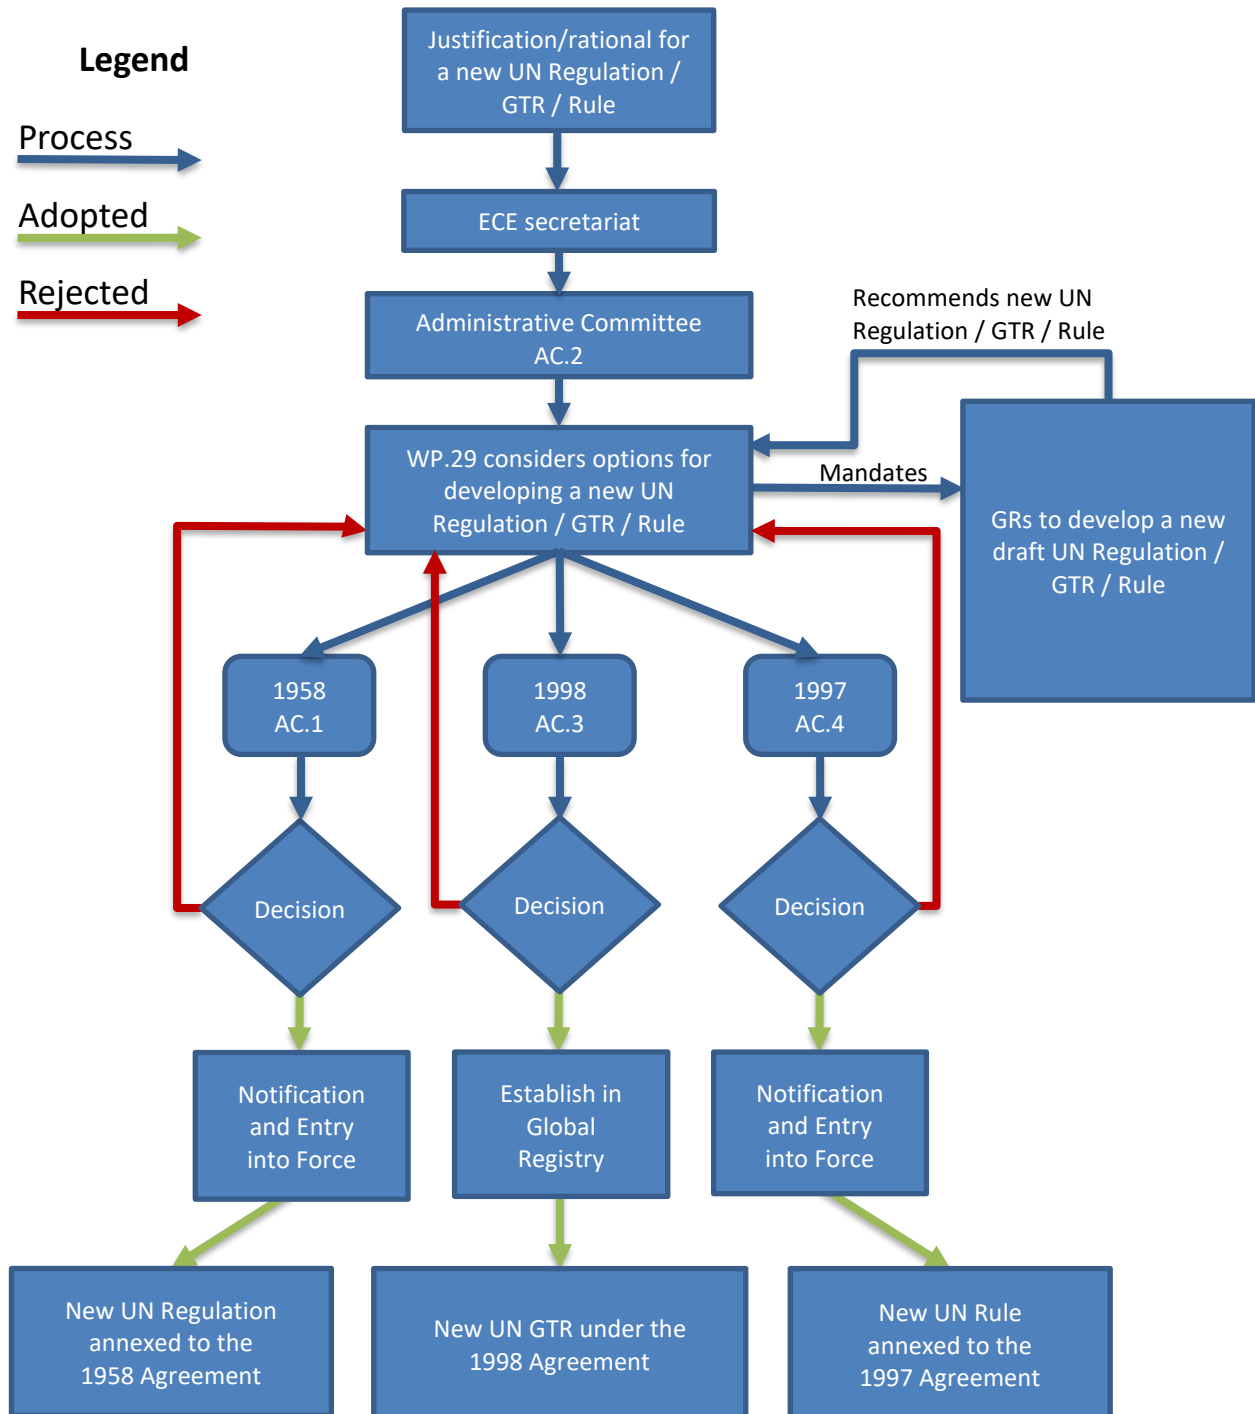 Legend
Process
Adopted
Rejected
Justification/rational for
a new UN Regulation /
GTR / Rule
ECE secretariat
Administrative Committee
AC.2
Recommends new UN
Regulation / GTR / Rule
WP.29 considers options for
developing a new UN
Regulation / GTR / Rule
Mandates
GRs to develop a new
draft UN Regulation /
GTR / Rule
1958
AC.1
1998
AC.3
1997
AC.4
Decision
Decision
Decision
Notification
and Entry
into Force
Establish in
Global
Registry
Notification
and Entry
into Force
New UN Regulation
annexed to the
1958 Agreement
New UN GTR under the
1998 Agreement
New UN Rule
annexed to the
1997 Agreement